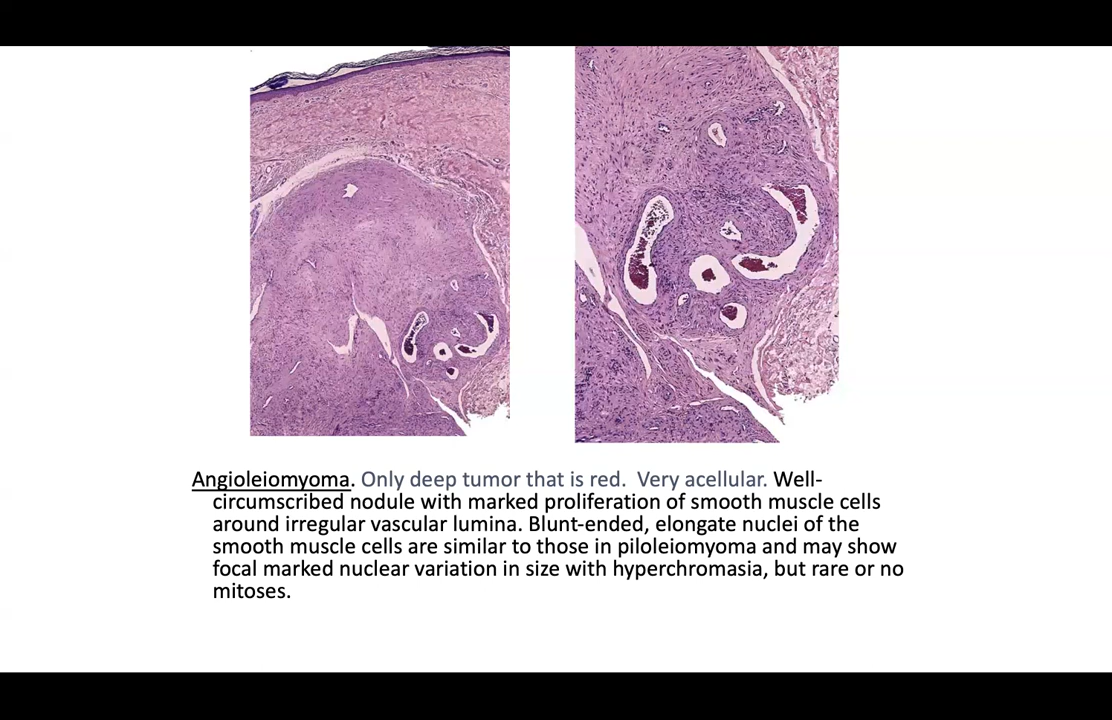 Angioleiomyoma. Only deep tumor that is red.  Very acellular. Well-
circumscribed nodule with marked proliferation of smooth muscle cells
around irregular vascular lumina. Blunt-ended, elongate nuclei of the
smooth muscle cells are similar to those in piloleiomyoma and may show
focal marked nuclear variation in size with hyperchromasia, but rare or no
mitoses.